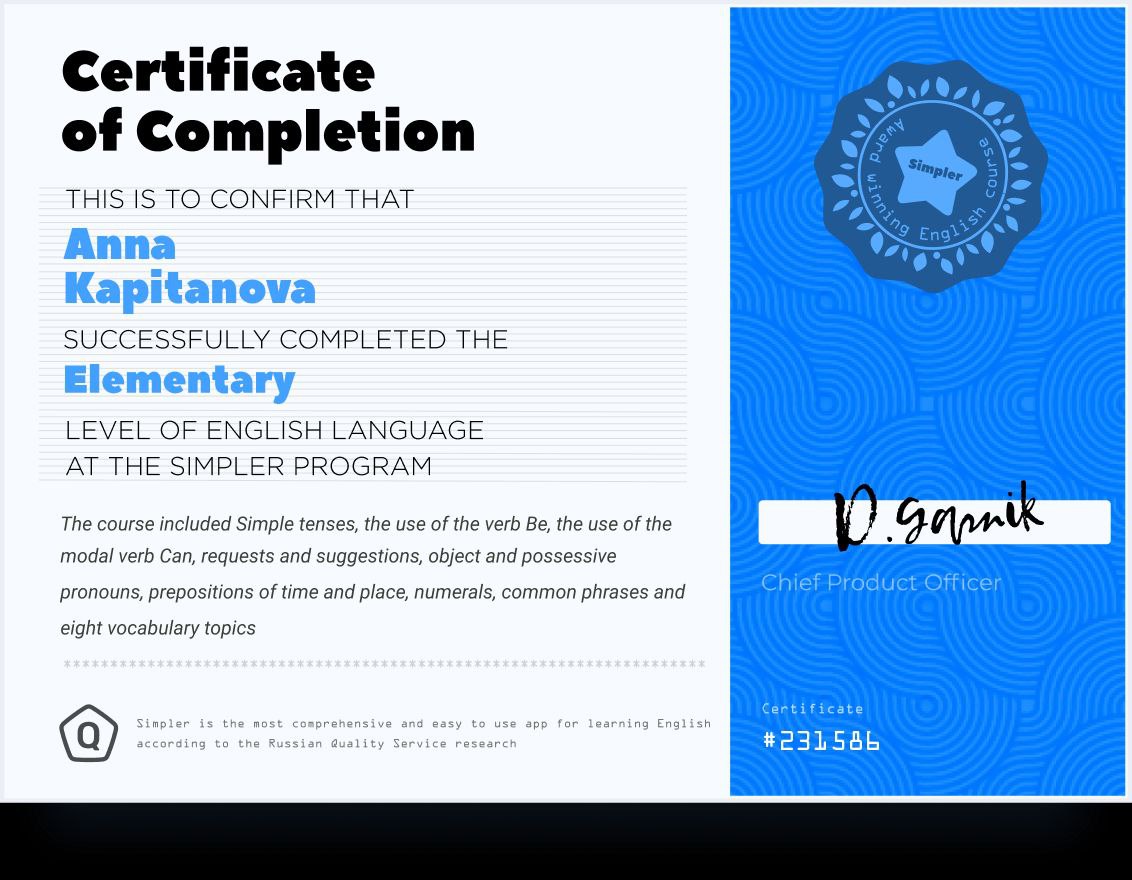 Certificate
of Completion
THIS IS TO CONFIRM THAT
Anna
Kapitanova
SUCCESSFULLY COMPLETED THE
Elementary
LEVEL OF ENGLISH LANGUAGE
AT THE SIMPLER PROGRAM
The course included Simple tenses, the use of the verb Be, the use of the
modal verb Can, requests and suggestions, object and possessive
pronouns, prepositions of time and place, numerals, common phrases and
eight vocabulary topics
********************************************************************
Q
Simpler is the most comprehensive and easy to use app for learning English
according to the Russian Quality Service research
Award winning English course
Simpler
D. Garnik
Chief Product Officer
Certificate
#231586